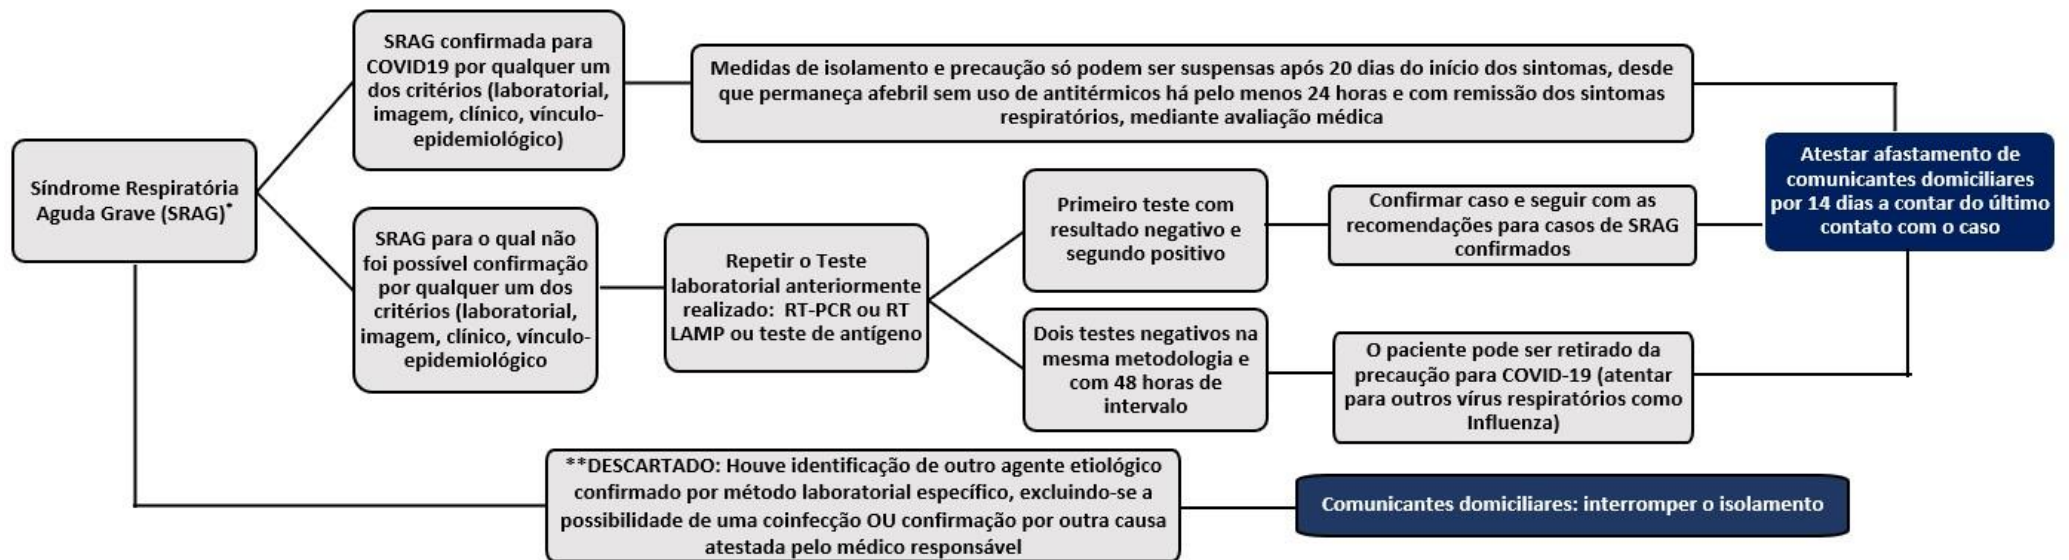 Síndrome Respiratória
Aguda Grave (SRAG)*
SRAG confirmada para
COVID19 por qualquer um
dos critérios (laboratorial,
imagem, clínico, vínculo-
epidemiológico)
Medidas de isolamento e precaução só podem ser suspensas após 20 dias do início dos sintomas, desde
que permaneça afebril sem uso de antitérmicos há pelo menos 24 horas e com remissão dos sintomas
respiratórios, mediante avaliação médica
SRAG para o qual não
foi possível confirmação
por qualquer um dos
critérios (laboratorial,
imagem, clínico, vínculo-
epidemiológico
Repetir o Teste
laboratorial anteriormente
realizado: RT-PCR ou RT
LAMP ou teste de antígeno
Primeiro teste com
resultado negativo e
segundo positivo
Confirmar caso e seguir com as
recomendações para casos de SRAG
confirmados
Dois testes negativos na
mesma metodologia e
com 48 horas de
intervalo
O paciente pode ser retirado da
precaução para COVID-19 (atentar
para outros vírus respiratórios como
Influenza)
Atestar afastamento de
comunicantes domiciliares
por 14 dias a contar do último
contato com o caso
**DESCARTADO: Houve identificação de outro agente etiológico
confirmado por método laboratorial específico, excluindo-se a
possibilidade de uma coinfecção OU confirmação por outra causa
atestada pelo médico responsável
Comunicantes domiciliares: interromper o isolamento